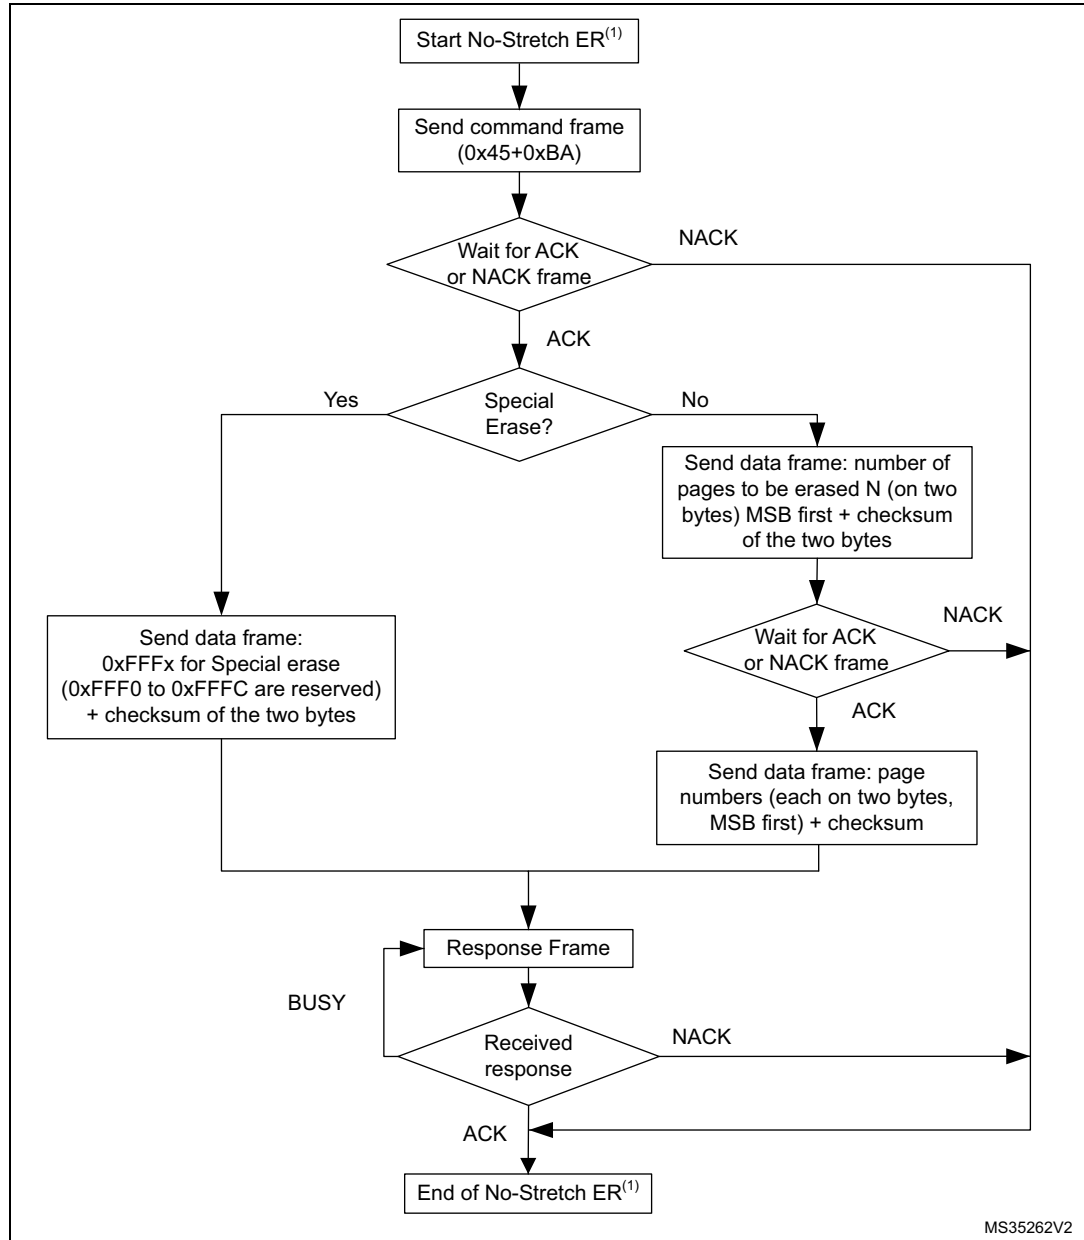 Start No-Stretch ER(1)
Send command frame
(0x45+0xBA)
Wait for ACK
or NACK frame
NACK
ACK
Special
Erase?
Yes
No
Send data frame: number of
pages to be erased N (on two
bytes) MSB first + checksum
of the two bytes
Send data frame:
0xFFFx for Special erase
(0xFFF0 to 0xFFFC are reserved)
+ checksum of the two bytes
Wait for ACK
or NACK frame
NACK
ACK
Send data frame: page
numbers (each on two bytes,
MSB first) + checksum
Response Frame
BUSY
Received
response
NACK
ACK
End of No-Stretch ER(1)
MS35262V2